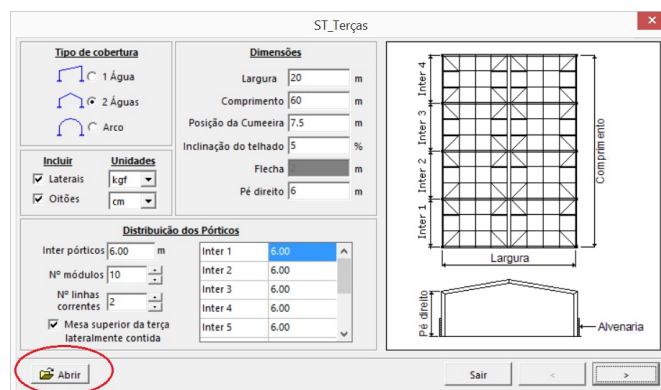 ST_Terças
Tipo de cobertura
1 Água
2 Águas
Arco
Incluir Unidades
Laterais kgf
Oitões cm
Dimensões
Largura 20 m
Comprimento 60 m
Posição da Cumeeira 7.5 m
Inclinação do telhado 5 %
Flecha m
Pé direito 6 m
Distribuicão dos Pórticos
Inter pórticos 6.00 m
Nº módulos 10
Nº linhas
correntes 2
Mesa superior da terça
lateralmente contida
Inter 1 6.00
Inter 2 6.00
Inter 3 6.00
Inter 4 6.00
Inter 5 6.00
Inter 4
Inter 3
Inter 2
Inter 1
Comprimento
Largura
Pé direito
Alvenaria
Abrir
Sair
<
>